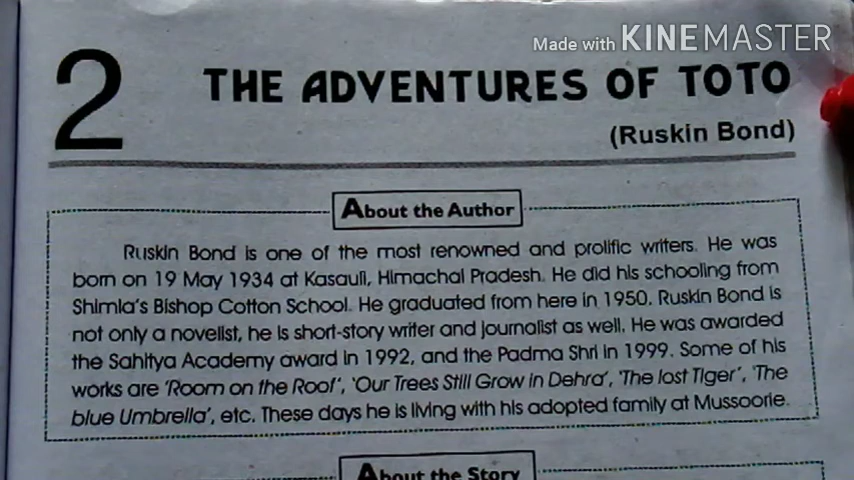 Made with KINEMASTER
2
THE ADVENTURES OF TOTO
(Ruskin Bond)
About the Author
Ruskin Bond is one of the most renowned and prolific writers. He was
born on 19 May 1934 at Kasauli, Himachal Pradesh. He did his schooling from
Shimla's Bishop Cotton School. He graduated from here in 1950. Ruskin Bond is
not only a novelist, he is short-story writer and journalist as well. He was awarded
the Sahitya Academy award in 1992, and the Padma Shri in 1999. Some of his
works are 'Room on the Roof', 'Our Trees Still Grow in Dehra', 'The lost Tiger', 'The
blue Umbrella', etc. These days he is living with his adopted family at Mussoorie.
About the Story